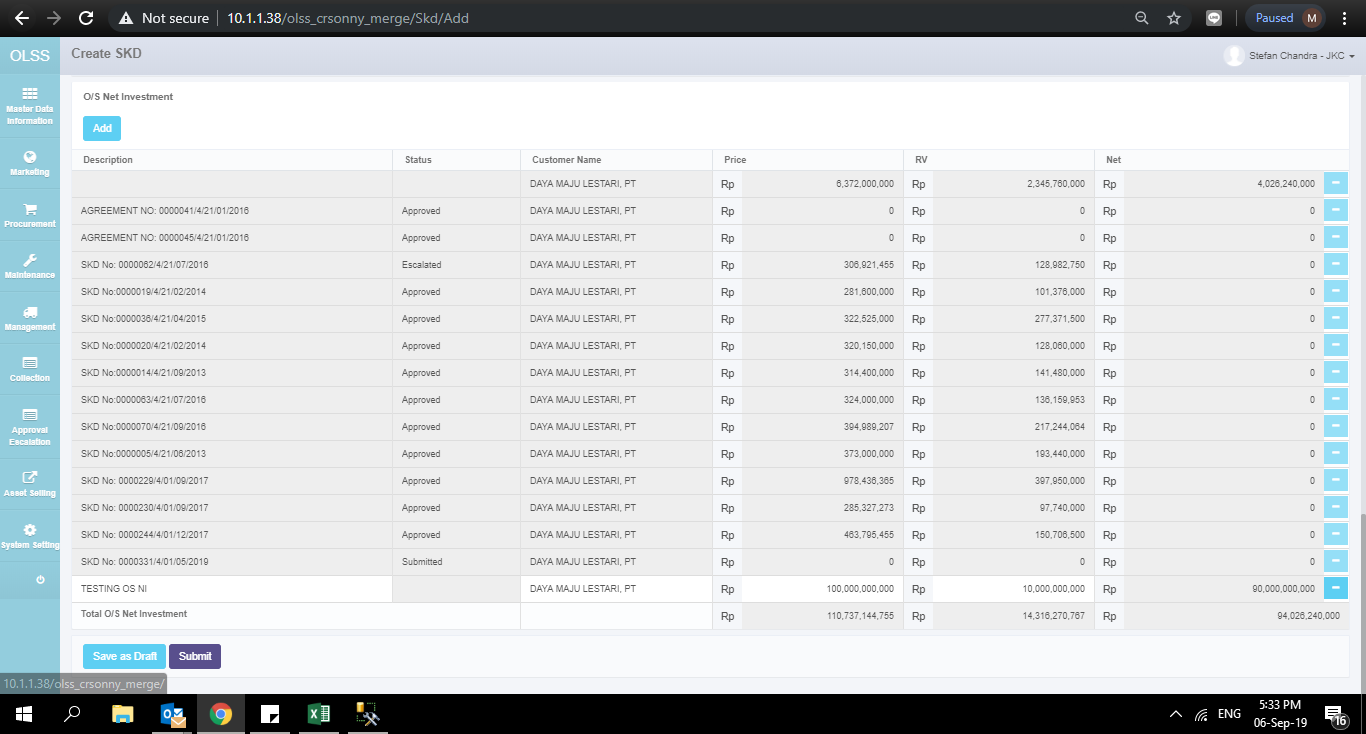 Not secure | 10.1.1.38/olss_crsonny_merge/Skd/Add Paused M
OLSS Create SKD Stefan Chandra - JKC
Master Data Information
Marketing
Procurement
Maintenance
Management
Collection
Approval Escalation
Asset Selling
System Setting
O/S Net Investment
Add
Description Status Customer Name Price RV Net
DAYA MAJU LESTARI, PT Rp 6,372,000,000 Rp 2,345,760,000 Rp 4,026,240,000
AGREEMENT NO: 0000041/4/21/01/2016 Approved DAYA MAJU LESTARI, PT Rp 0 Rp 0 Rp 0
AGREEMENT NO: 0000045/4/21/01/2016 Approved DAYA MAJU LESTARI, PT Rp 0 Rp 0 Rp 0
SKD No: 0000062/4/21/07/2016 Escalated DAYA MAJU LESTARI, PT Rp 306,921,455 Rp 128,982,750 Rp 0
SKD No:0000019/4/21/02/2014 Approved DAYA MAJU LESTARI, PT Rp 281,600,000 Rp 101,376,000 Rp 0
SKD No:0000036/4/21/04/2015 Approved DAYA MAJU LESTARI, PT Rp 322,525,000 Rp 277,371,500 Rp 0
SKD No:0000020/4/21/02/2014 Approved DAYA MAJU LESTARI, PT Rp 320,150,000 Rp 128,060,000 Rp 0
SKD No:0000014/4/21/09/2013 Approved DAYA MAJU LESTARI, PT Rp 314,400,000 Rp 141,480,000 Rp 0
SKD No:0000063/4/21/07/2016 Approved DAYA MAJU LESTARI, PT Rp 324,000,000 Rp 136,159,953 Rp 0
SKD No:0000070/4/21/09/2016 Approved DAYA MAJU LESTARI, PT Rp 394,989,207 Rp 217,244,064 Rp 0
SKD No:0000005/4/21/06/2013 Approved DAYA MAJU LESTARI, PT Rp 373,000,000 Rp 193,440,000 Rp 0
SKD No: 0000229/4/01/09/2017 Approved DAYA MAJU LESTARI, PT Rp 978,436,365 Rp 397,950,000 Rp 0
SKD No: 0000230/4/01/09/2017 Approved DAYA MAJU LESTARI, PT Rp 285,327,273 Rp 97,740,000 Rp 0
SKD No: 0000244/4/01/12/2017 Approved DAYA MAJU LESTARI, PT Rp 463,795,455 Rp 150,706,500 Rp 0
SKD No: 0000331/4/01/05/2019 Submitted DAYA MAJU LESTARI, PT Rp 0 Rp 0 Rp 0
TESTING OS NI DAYA MAJU LESTARI, PT Rp 100,000,000,000 Rp 10,000,000,000 Rp 90,000,000,000
Total O/S Net Investment Rp 110,737,144,755 Rp 14,316,270,767 Rp 94,026,240,000
Save as Draft Submit
10.1.1.38/olss_crsonny_merge/
ENG 5:33 PM
06-Sep-19 16